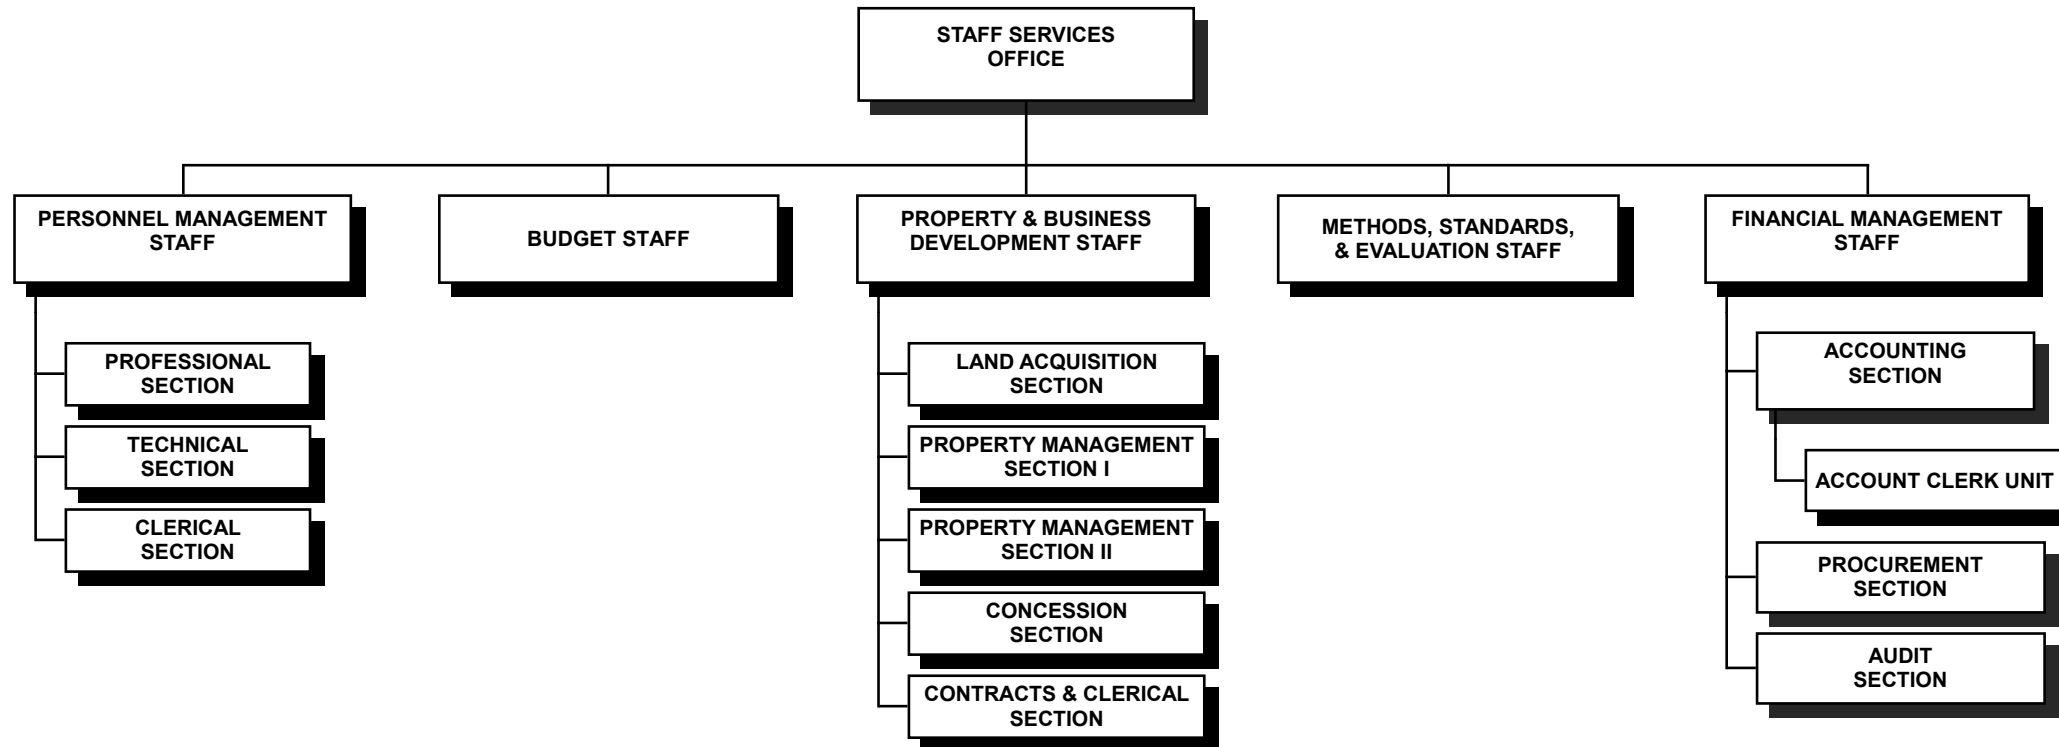 STAFF SERVICES
OFFICE
PERSONNEL MANAGEMENT
STAFF
BUDGET STAFF
PROPERTY & BUSINESS
DEVELOPMENT STAFF
METHODS, STANDARDS,
& EVALUATION STAFF
FINANCIAL MANAGEMENT
STAFF
PROFESSIONAL
SECTION
TECHNICAL
SECTION
CLERICAL
SECTION
LAND ACQUISITION
SECTION
PROPERTY MANAGEMENT
SECTION I
PROPERTY MANAGEMENT
SECTION II
CONCESSION
SECTION
CONTRACTS & CLERICAL
SECTION
ACCOUNTING
SECTION
ACCOUNT CLERK UNIT
PROCUREMENT
SECTION
AUDIT
SECTION